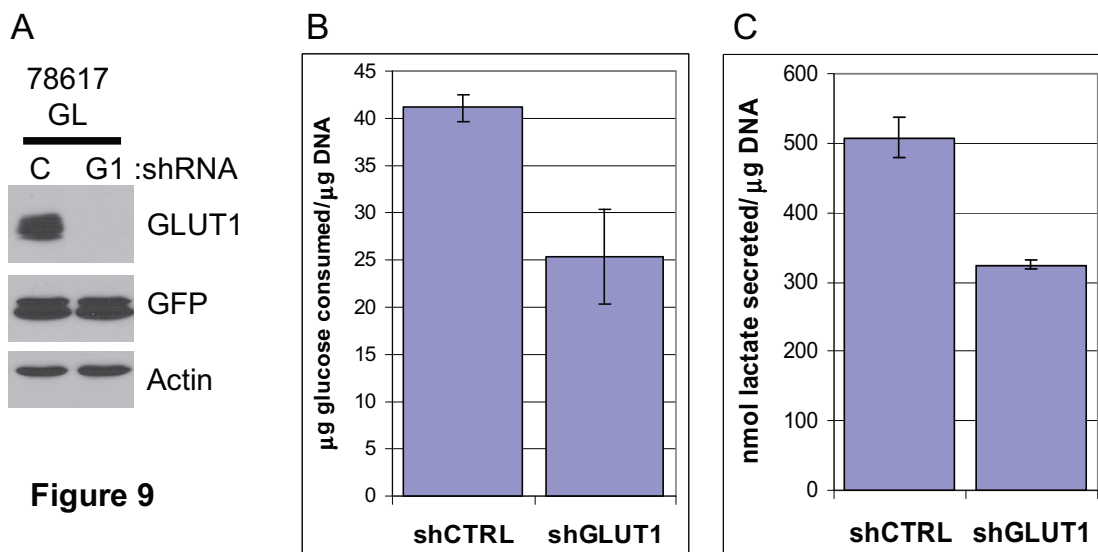 A
78617
GL
C G1 :shRNA
GLUT1
GFP
Actin
Figure 9
B
µg glucose consumed/µg DNA
45
40
35
30
25
20
15
10
5
0
shCTRL shGLUT1
C
nmol lactate secreted/ µg DNA
600
500
400
300
200
100
0
shCTRL shGLUT1